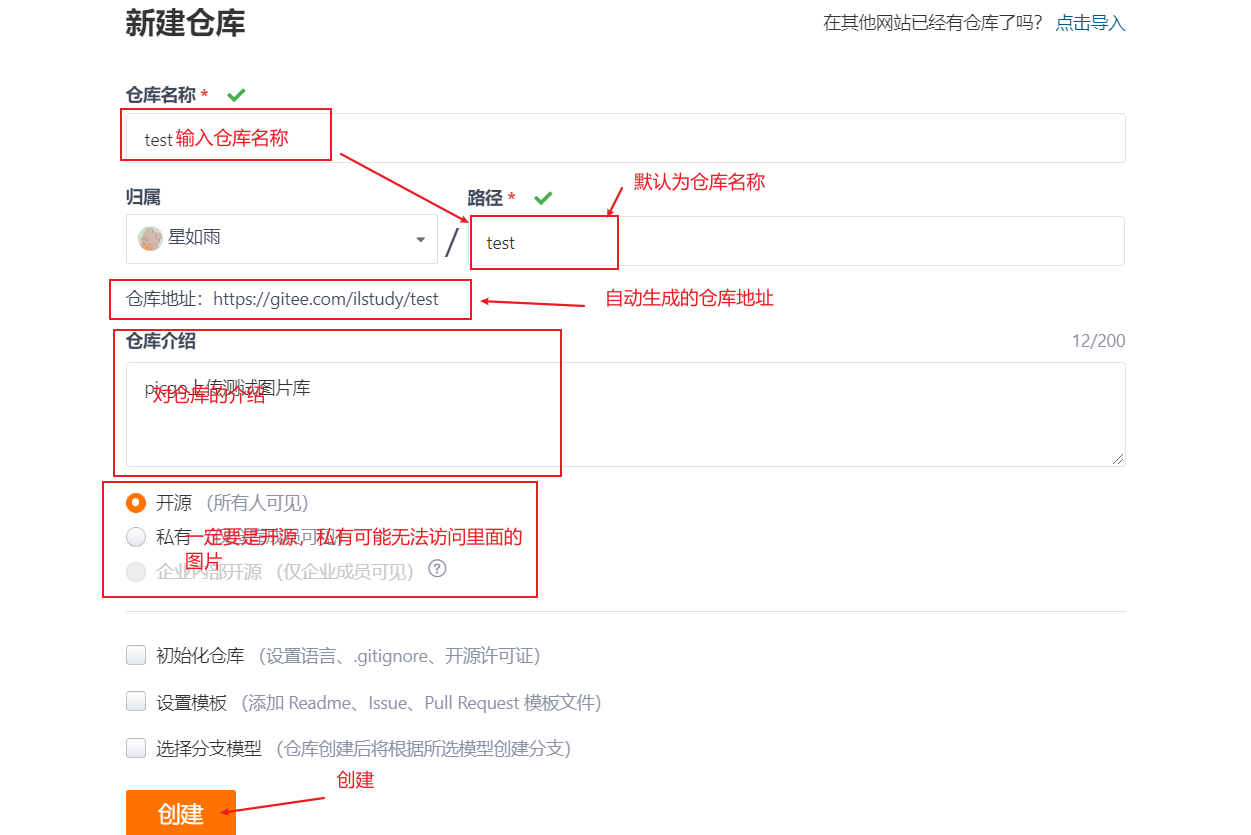 新建仓库
在其他网站已经有仓库了吗? 点击导入
仓库名称 *
test 输入仓库名称
默认为仓库名称
归属
路径 *
星如雨
/ test
仓库地址：https://gitee.com/ilstudy/test
自动生成的仓库地址
仓库介绍
12/200
picgo上传测试图片库
对仓库的介绍
开源 （所有人可见）
私有
一定要是开源，私有可能无法访问里面的
图片
企业内部开源 （仅企业成员可见） ?
初始化仓库 （设置语言、.gitignore、开源许可证）
设置模板 （添加 Readme、Issue、Pull Request 模板文件）
选择分支模型 （仓库创建后将根据所选模型创建分支）
创建
创建